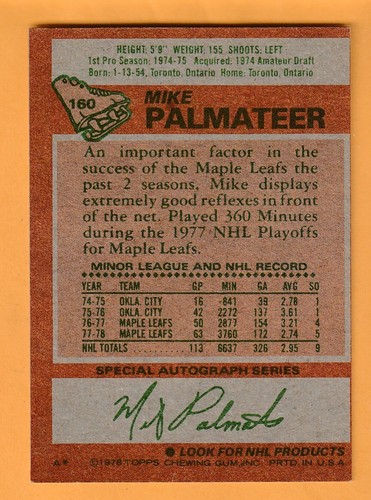 HEIGHT: 5'9" WEIGHT: 155 SHOOTS: LEFT
1st Pro Season: 1974-75 Acquired: 1974 Amateur Draft
Born: 1-13-54, Toronto, Ontario Home: Toronto, Ontario
160
MIKE
PALMATEER
An important factor in the
success of the Maple Leafs the
past 2 seasons, Mike displays
extremely good reflexes in front
of the net. Played 360 Minutes
during the 1977 NHL Playoffs
for Maple Leafs.
MINOR LEAGUE AND NHL RECORD
YEAR TEAM GP MIN GA AVG SO
74-75 OKLA. CITY 16 841 39 2.78 1
75-76 OKLA. CITY 42 2272 137 3.61 1
76-77 MAPLE LEAFS 50 2877 154 3.21 4
77-78 MAPLE LEAFS 63 3760 172 2.74 5
NHL TOTALS 113 6637 326 2.95 9
SPECIAL AUTOGRAPH SERIES
Mike Palmateer
LOOK FOR NHL PRODUCTS
A* ©1978 TOPPS CHEWING GUM, INC. PRTD. IN U.S.A.